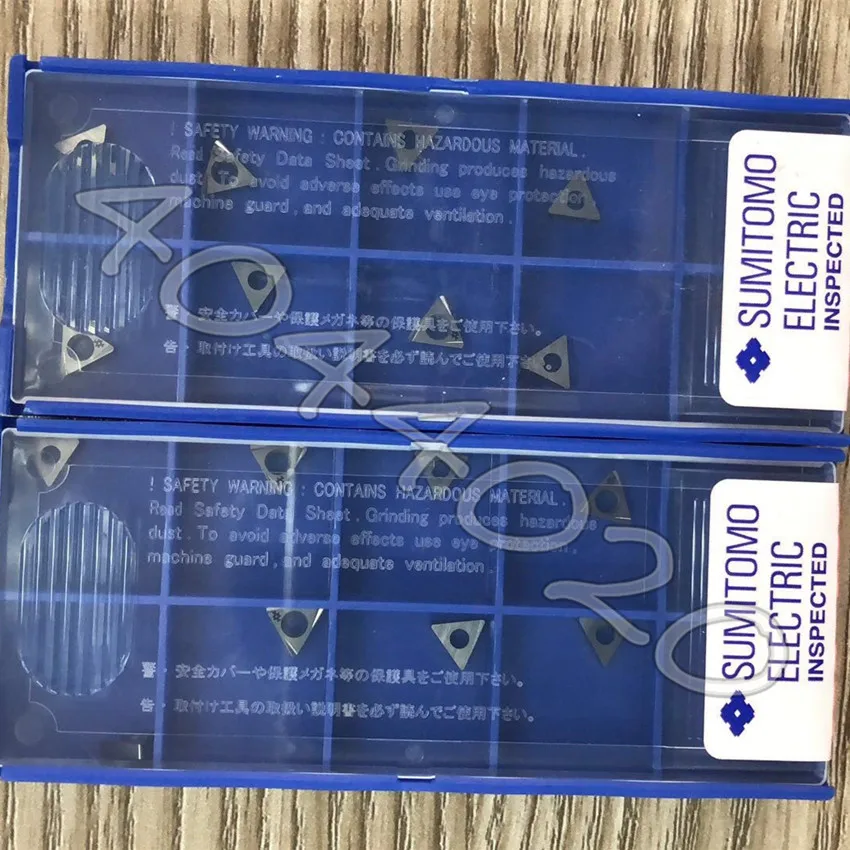 ! SAFETY WARNING : CONTAINS HAZARDOUS MATERIAL.
Read Safety Data Sheet. Grinding produces hazardous
dust. To avoid adverse effects use eye protection,
machine guard, and adequate ventilation.
警・安全カバーや保護メガネ等の保護具をご使用下さい。
告・取付け工具の取扱い説明書を必ず読んでご使用下さい。
SUMITOMO
ELECTRIC
INSPECTED
! SAFETY WARNING : CONTAINS HAZARDOUS MATERIAL.
Read Safety Data Sheet. Grinding produces hazardous
dust. To avoid adverse effects use eye protection,
machine guard, and adequate ventilation.
警・安全カバーや保護メガネ等の保護具をご使用下さい。
告・取付け工具の取扱い説明書を必ず読んでご使用下さい。
SUMITOMO
ELECTRIC
INSPECTED
4044020